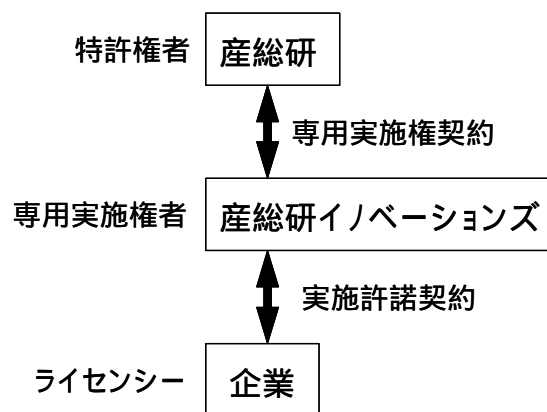 特許権者 産総研
専用実施権契約
専用実施権者 産総研イノベーションズ
実施許諾契約
ライセンシー 企業